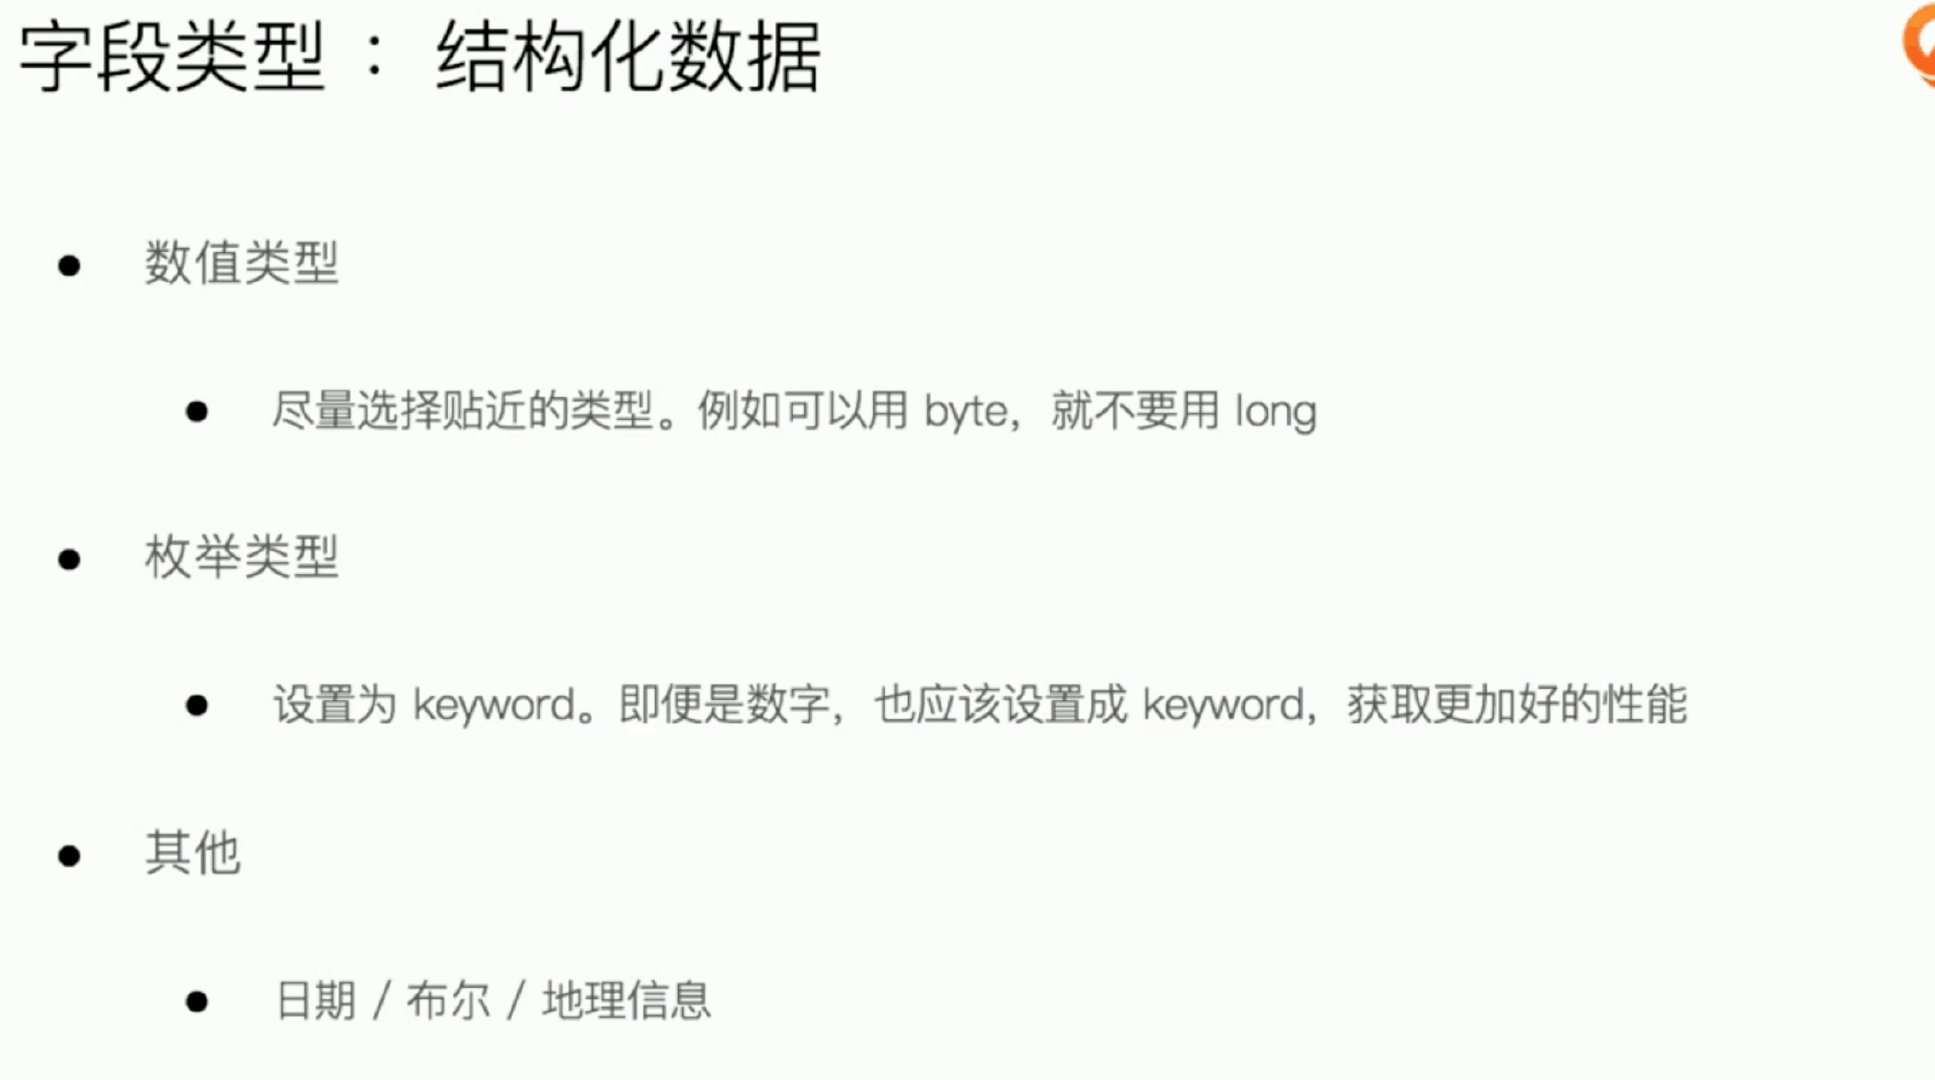 字段类型 ： 结构化数据
● 数值类型
● 尽量选择贴近的类型。例如可以用 byte，就不要用 long
● 枚举类型
● 设置为 keyword。即便是数字，也应该设置成 keyword，获取更加好的性能
● 其他
● 日期 / 布尔 / 地理信息